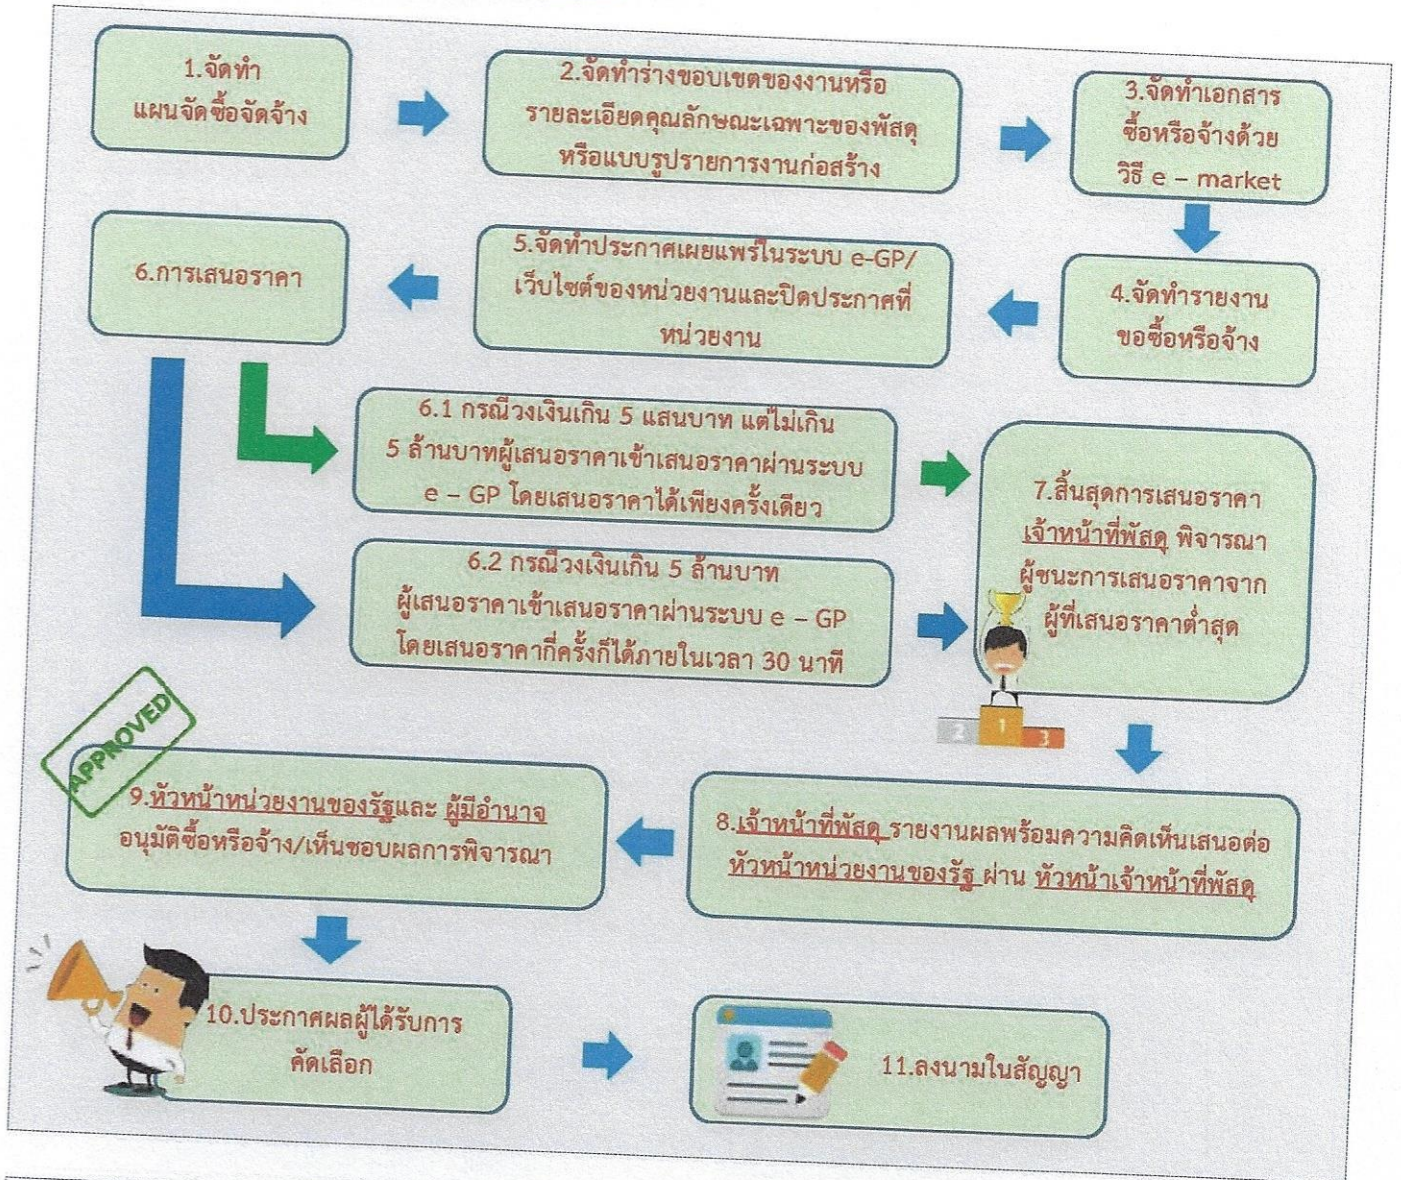 1.จัดทำ
แผนจัดซื้อจัดจ้าง
2.จัดทำร่างขอบเขตของงานหรือ
รายละเอียดคุณลักษณะเฉพาะของพัสดุ
หรือแบบรูปรายการงานก่อสร้าง
3.จัดทำเอกสาร
ซื้อหรือจ้างด้วย
วิธี e – market
4.จัดทำรายงาน
ขอซื้อหรือจ้าง
5.จัดทำประกาศเผยแพร่ในระบบ e-GP/
เว็บไซต์ของหน่วยงานและปิดประกาศที่
หน่วยงาน
6.การเสนอราคา
6.1 กรณีวงเงินเกิน 5 แสนบาท แต่ไม่เกิน
5 ล้านบาทผู้เสนอราคาเข้าเสนอราคาผ่านระบบ
e – GP โดยเสนอราคาได้เพียงครั้งเดียว
6.2 กรณีวงเงินเกิน 5 ล้านบาท
ผู้เสนอราคาเข้าเสนอราคาผ่านระบบ e – GP
โดยเสนอราคากี่ครั้งก็ได้ภายในเวลา 30 นาที
7.สิ้นสุดการเสนอราคา
เจ้าหน้าที่พัสดุ พิจารณา
ผู้ชนะการเสนอราคาจาก
ผู้ที่เสนอราคาต่ำสุด
2 1 3
8.เจ้าหน้าที่พัสดุ รายงานผลพร้อมความคิดเห็นเสนอต่อ
หัวหน้าหน่วยงานของรัฐ ผ่าน หัวหน้าเจ้าหน้าที่พัสดุ
APPROVED
9.หัวหน้าหน่วยงานของรัฐและ ผู้มีอำนาจ
อนุมัติซื้อหรือจ้าง/เห็นชอบผลการพิจารณา
10.ประกาศผลผู้ได้รับการ
คัดเลือก
11.ลงนามในสัญญา